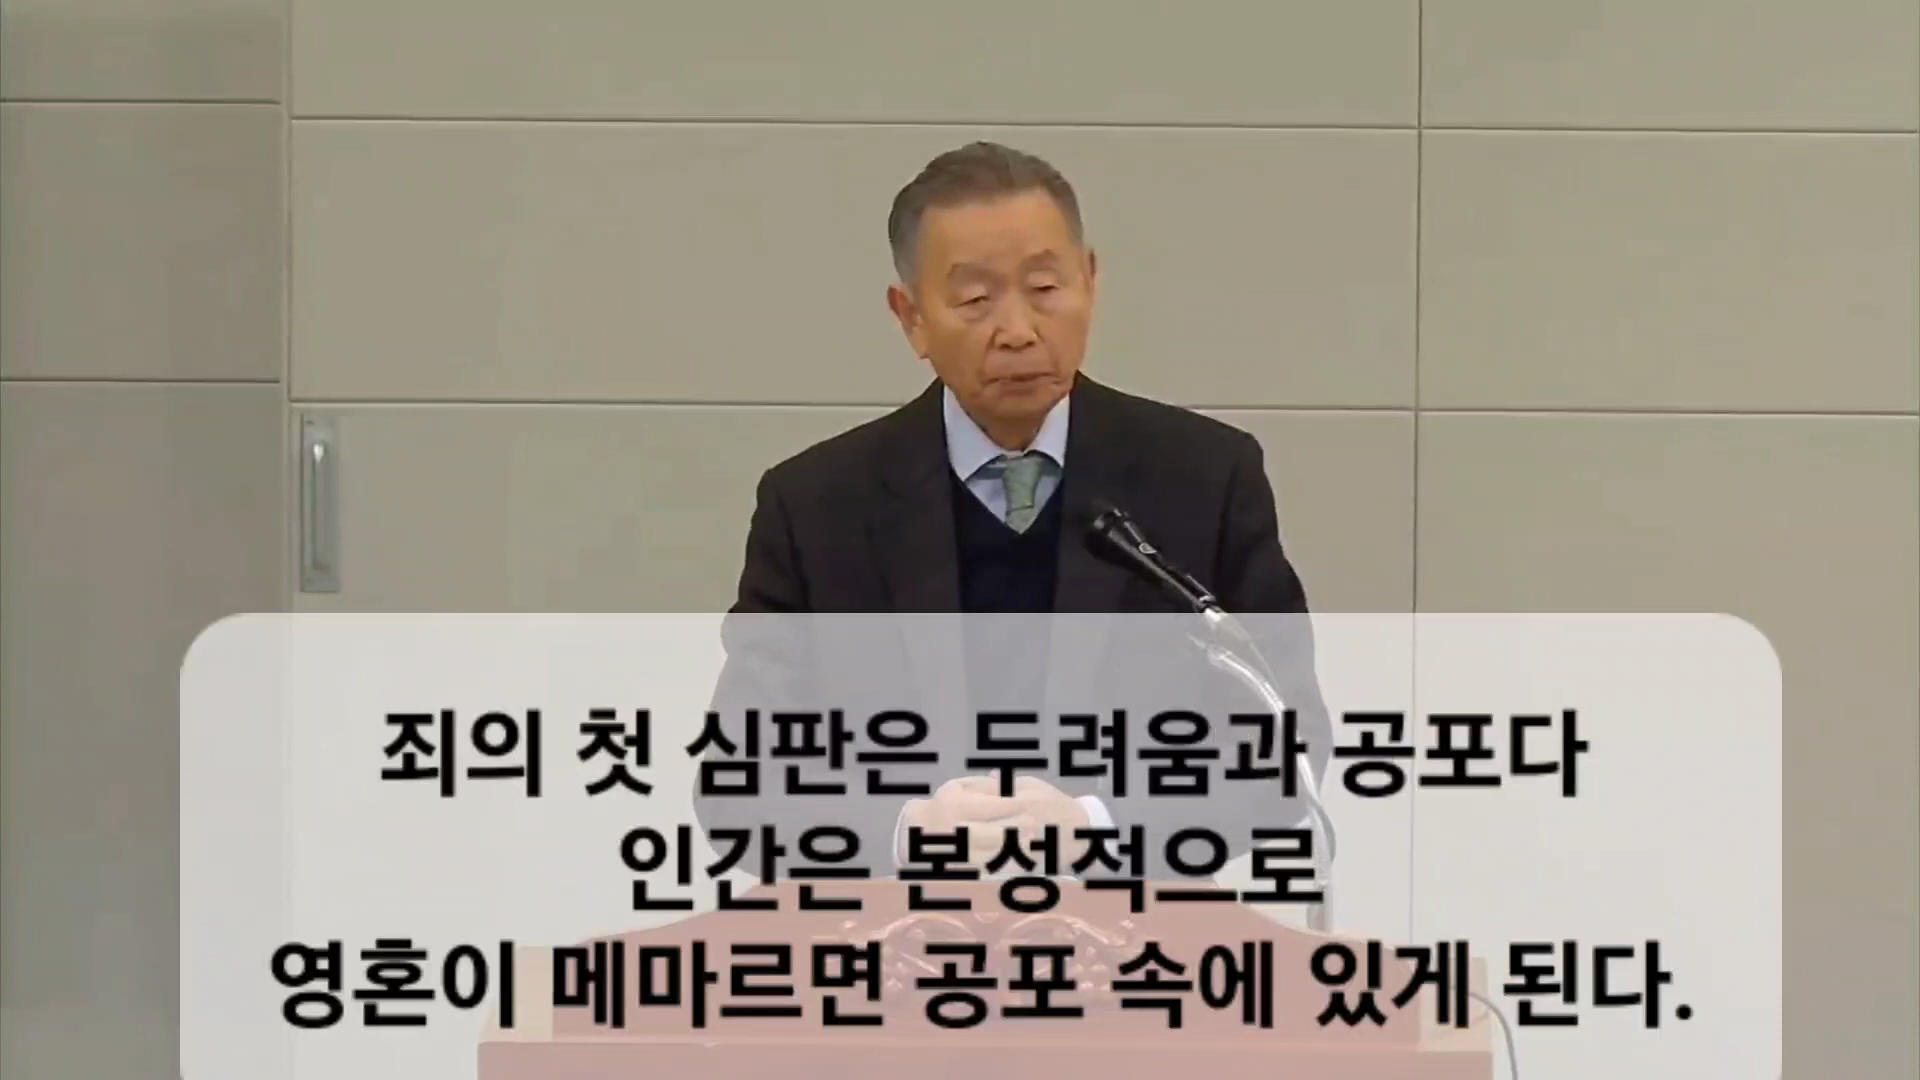 죄의 첫 심판은 두려움과 공포다
인간은 본성적으로
영혼이 메마르면 공포 속에 있게 된다.